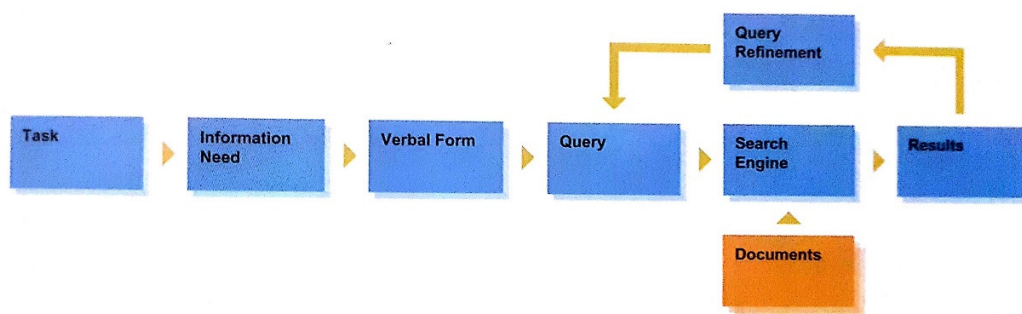 Query
Refinement
Task
Information
Need
Verbal Form
Query
Search
Engine
Results
Documents